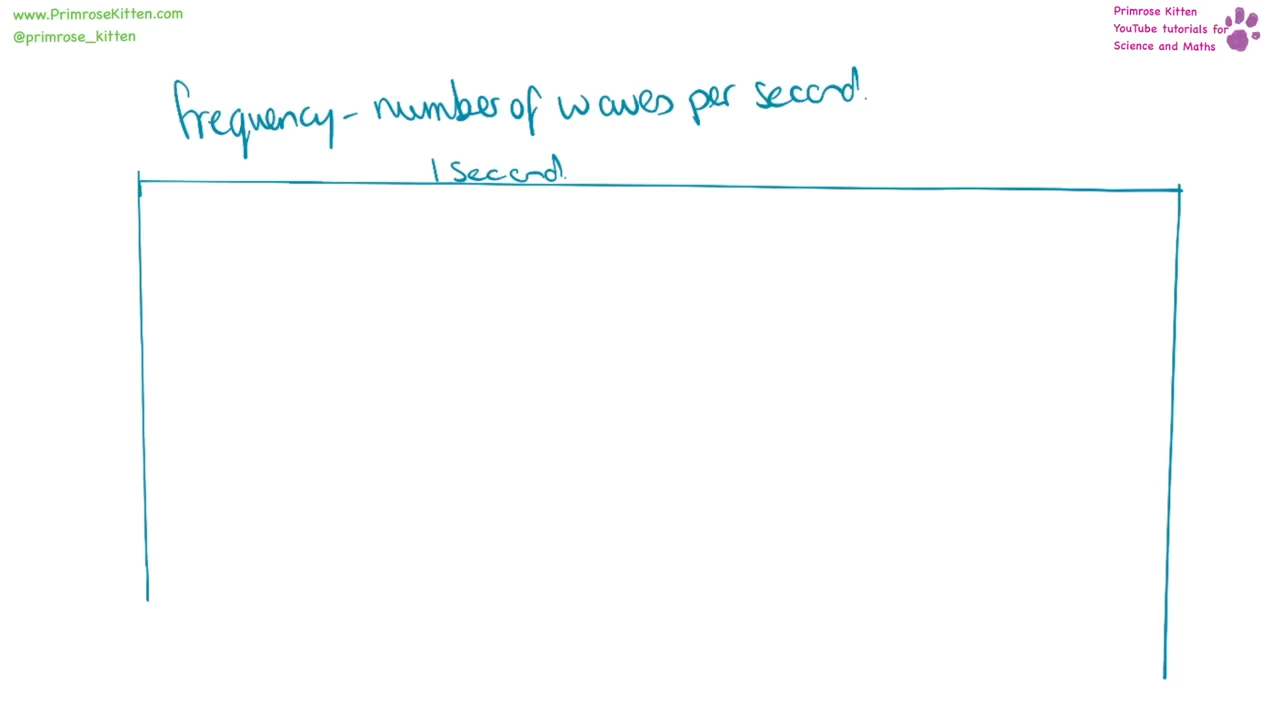 www.PrimroseKitten.com
@primrose_kitten
Primrose Kitten
YouTube tutorials for
Science and Maths
frequency - number of waves per second.
1 second.